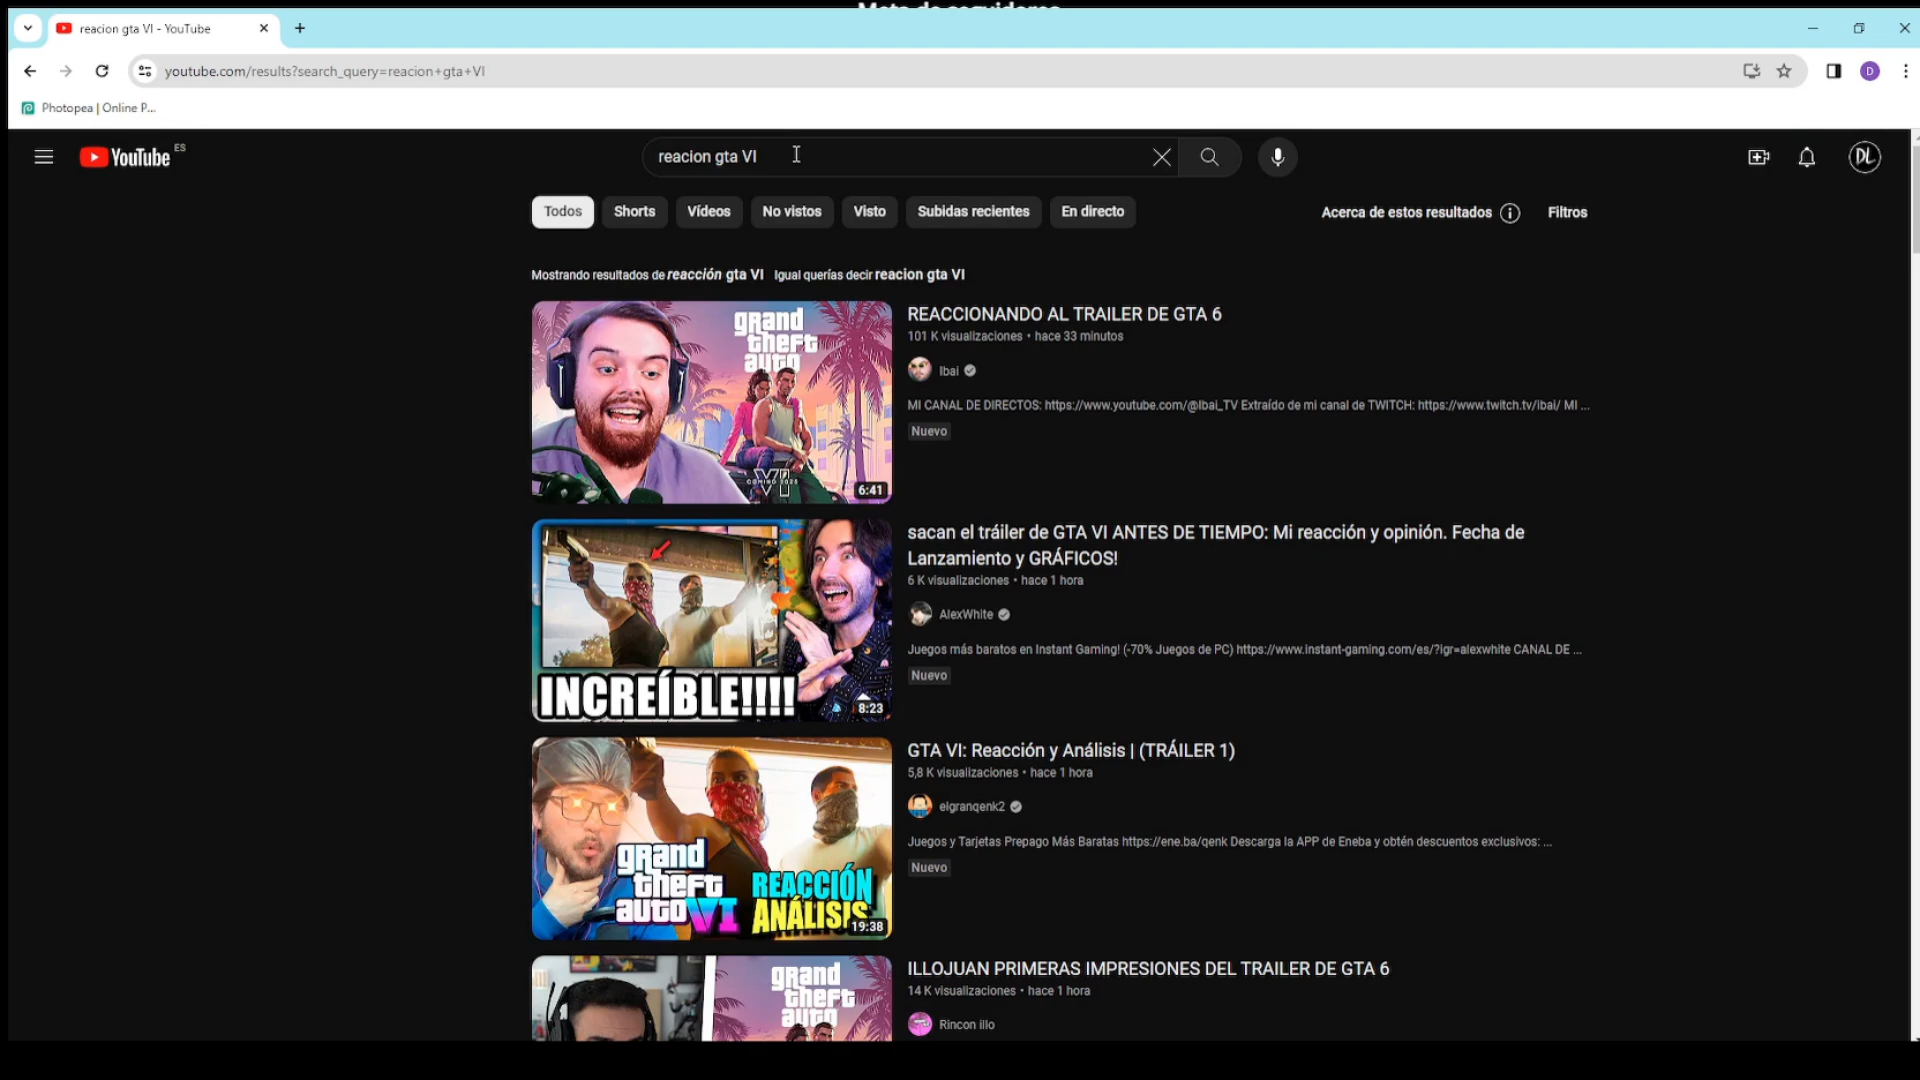 Meta de seguidores
reacion gta VI - YouTube
youtube.com/results?search_query=reacion+gta+VI
D
Photopea | Online P...
YouTube ES
reacion gta VI
DL
Todos Shorts Vídeos No vistos Visto Subidas recientes En directo
Acerca de estos resultados Filtros
Mostrando resultados de reacción gta VI Igual querías decir reacion gta VI
grand
theft
auto
VI
COMING 2025
6:41
REACCIONANDO AL TRAILER DE GTA 6
101 K visualizaciones • hace 33 minutos
Ibai
MI CANAL DE DIRECTOS: https://www.youtube.com/@Ibai_TV Extraído de mi canal de TWITCH: https://www.twitch.tv/ibai/ MI ...
Nuevo
INCREÍBLE!!!!
8:23
sacan el tráiler de GTA VI ANTES DE TIEMPO: Mi reacción y opinión. Fecha de
Lanzamiento y GRÁFICOS!
6 K visualizaciones • hace 1 hora
AlexWhite
Juegos más baratos en Instant Gaming! (-70% Juegos de PC) https://www.instant-gaming.com/es/?igr=alexwhite CANAL DE ...
Nuevo
grand
theft
auto VI
REACCIÓN
ANÁLISIS
19:38
GTA VI: Reacción y Análisis | (TRÁILER 1)
5,8 K visualizaciones • hace 1 hora
elgranqenk2
Juegos y Tarjetas Prepago Más Baratas https://ene.ba/qenk Descarga la APP de Eneba y obtén descuentos exclusivos: ...
Nuevo
grand
theft
auto
ILLOJUAN PRIMERAS IMPRESIONES DEL TRAILER DE GTA 6
14 K visualizaciones • hace 1 hora
Rincon illo